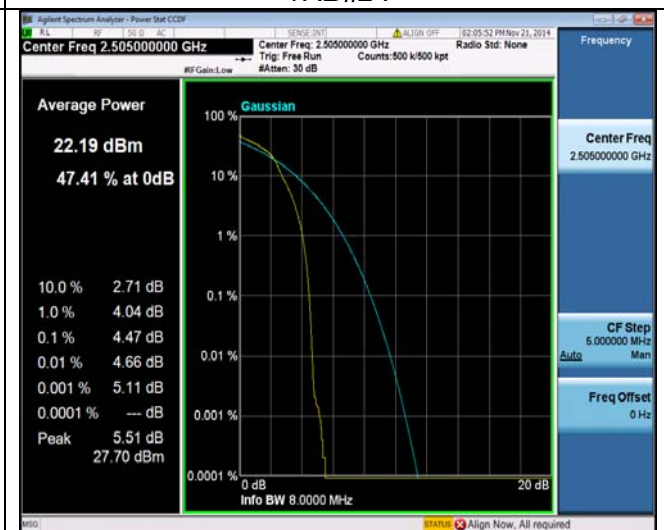 Agilent Spectrum Analyzer - Power Stat CCDF
RL RF 50 Ω AC SENSE:INT ALIGN OFF 02:05:52 PM Nov 21, 2014
Center Freq 2.505000000 GHz
Center Freq: 2.505000000 GHz
Radio Std: None
Trig: Free Run Counts:500 k/500 kpt
#IFGain:Low #Atten: 30 dB
Frequency
Average Power
22.19 dBm
47.41 % at 0dB
10.0 % 2.71 dB
1.0 % 4.04 dB
0.1 % 4.47 dB
0.01 % 4.66 dB
0.001 % 5.11 dB
0.0001 % --- dB
Peak 5.51 dB
27.70 dBm
Gaussian
100 %
10 %
1 %
0.1 %
0.01 %
0.001 %
0.0001 %
0 dB 20 dB
Info BW 8.0000 MHz
Center Freq
2.505000000 GHz
CF Step
5.000000 MHz
Auto Man
Freq Offset
0 Hz
MSG STATUS Align Now, All required